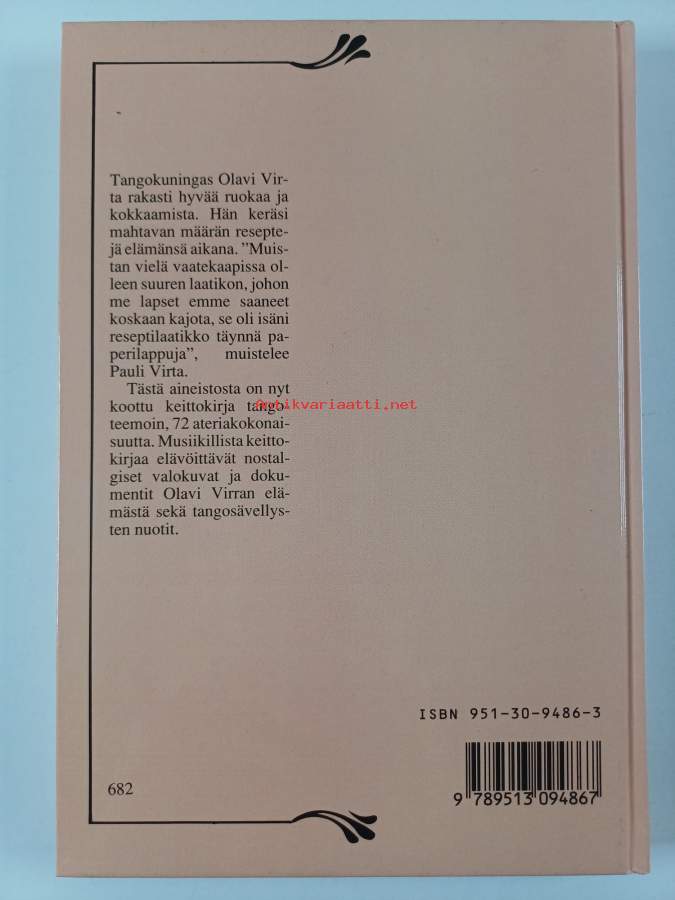 Tangokuningas Olavi Vir-
ta rakasti hyvää ruokaa ja
kokkaamista. Hän keräsi
mahtavan määrän resepte-
jä elämänsä aikana. ”Muis-
tan vielä vaatekaapissa ol-
leen suuren laatikon, johon
me lapset emme saaneet
koskaan kajota, se oli isäni
reseptilaatikko täynnä pa-
perilappuja”, muistelee
Pauli Virta.
Tästä aineistosta on nyt
koottu keittokirja tango-
teemoin, 72 ateriakokonai-
suutta. Musiikillista keitto-
kirjaa elävöittävät nostal-
giset valokuvat ja doku-
mentit Olavi Virran elä-
mästä sekä tangosävellys-
ten nuotit.
Antikvariaatti.net
ISBN 951-30-9486-3
9 789513 094867
682